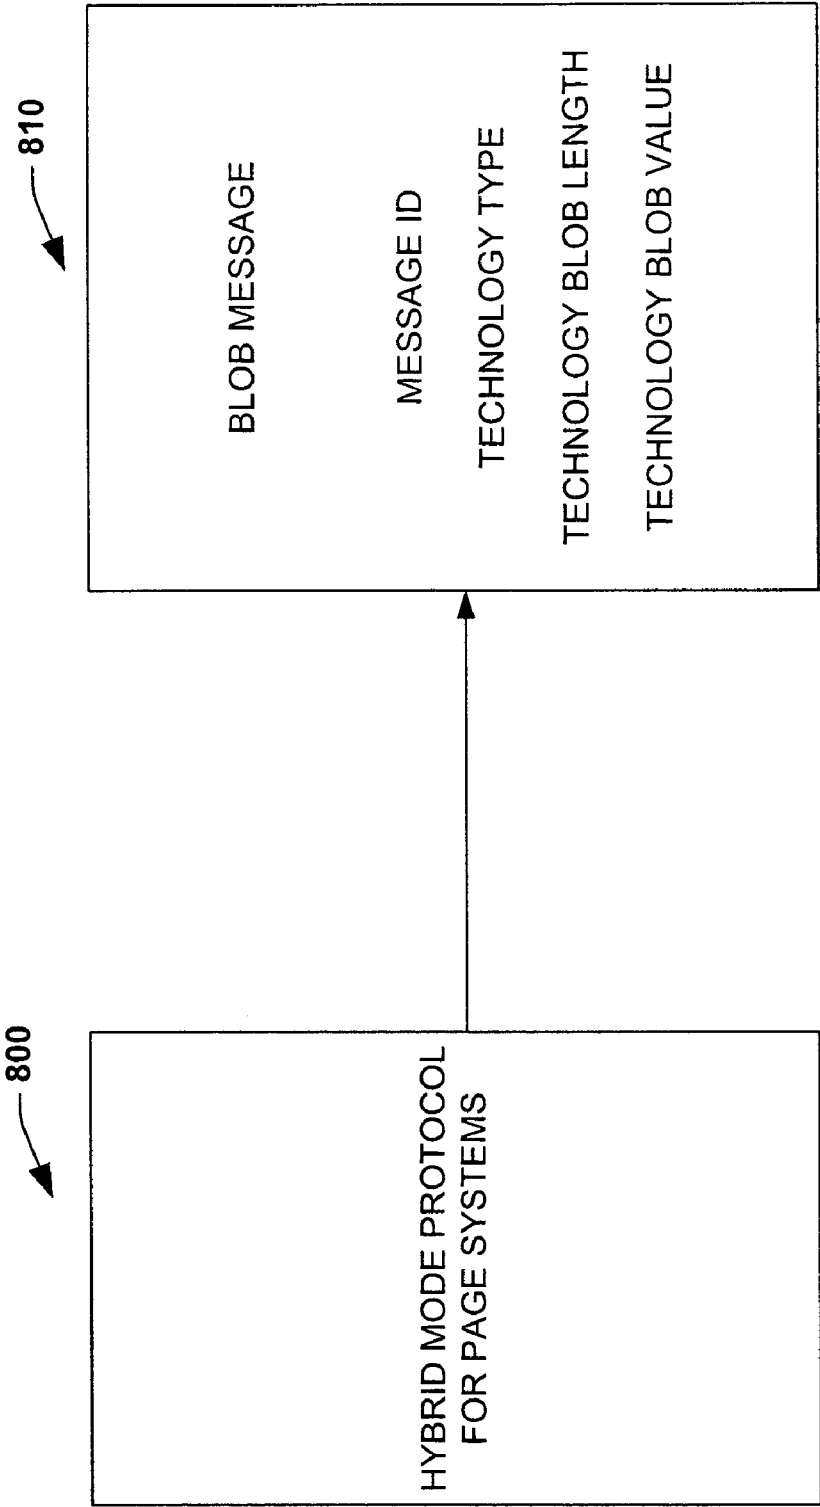 800
HYBRID MODE PROTOCOL
FOR PAGE SYSTEMS
810
BLOB MESSAGE
MESSAGE ID
TECHNOLOGY TYPE
TECHNOLOGY BLOB LENGTH
TECHNOLOGY BLOB VALUE